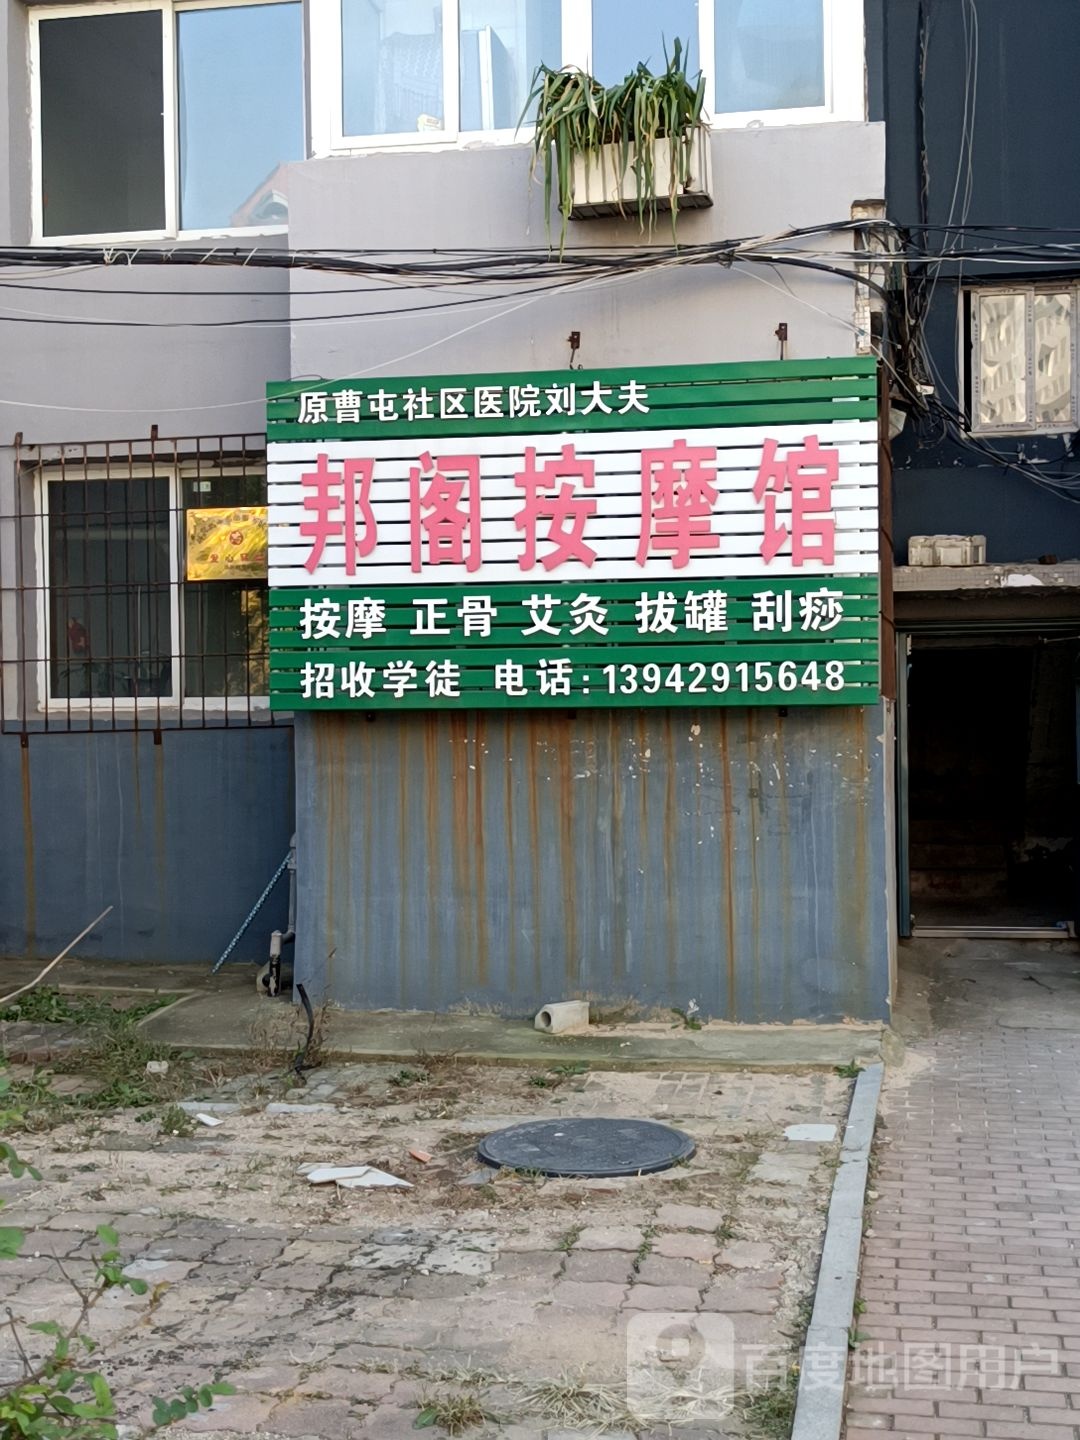 原曹屯社区医院刘大夫
邦阁按摩馆
按摩 正骨 艾灸 拔罐 刮痧
招收学徒 电话：13942915648
百度地图用户